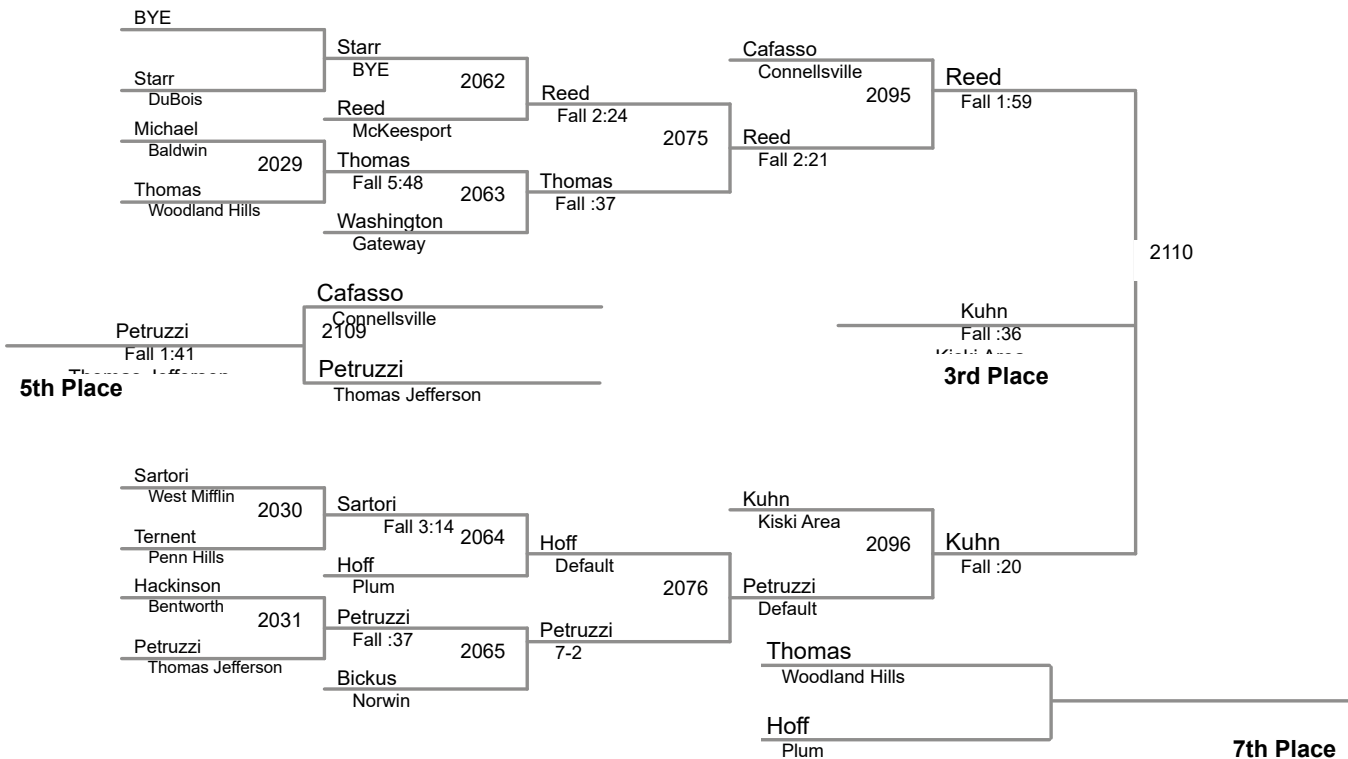 BYE
Starr
DuBois
Michael
Baldwin
2029
Thomas
Woodland Hills
Starr
BYE
2062
Reed
McKeesport
Thomas
Fall 5:48
2063
Washington
Gateway
Reed
Fall 2:24
2075
Thomas
Fall :37
Cafasso
Connellsville
2095
Reed
Fall 2:21
Reed
Fall 1:59
2110
Cafasso
Connellsville
2109
Petruzzi
Fall 1:41
Thomas Jefferson
5th Place
Petruzzi
Thomas Jefferson
Kuhn
Fall :36
Kiski Area
3rd Place
Sartori
West Mifflin
2030
Ternent
Penn Hills
Hackinson
Bentworth
2031
Petruzzi
Thomas Jefferson
Sartori
Fall 3:14
2064
Hoff
Plum
Petruzzi
Fall :37
2065
Bickus
Norwin
Hoff
Default
2076
Petruzzi
7-2
Kuhn
Kiski Area
2096
Petruzzi
Default
Kuhn
Fall :20
Thomas
Woodland Hills
Hoff
Plum
7th Place